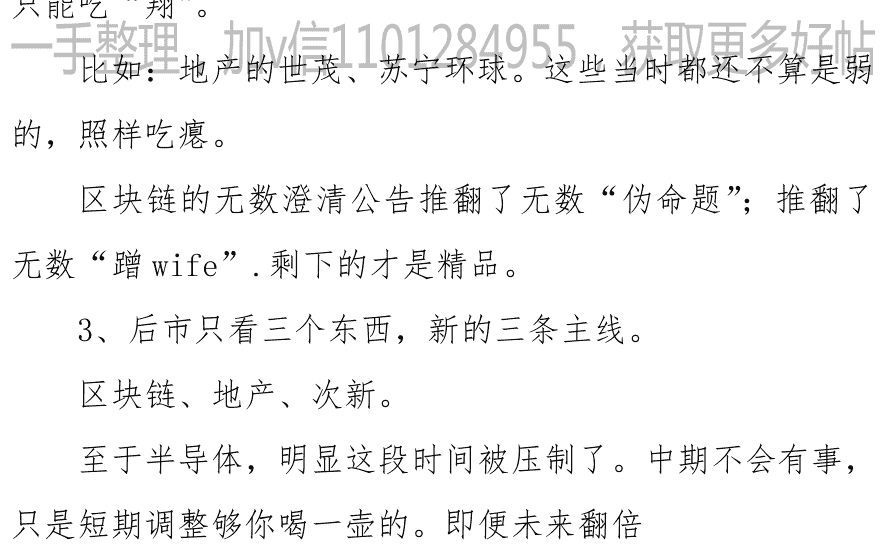 只能吃“翔”。
一手整理，加v信1101284955，获取更多好帖
比如：地产的世茂、苏宁环球。这些当时都还不算是弱
的，照样吃瘪。
区块链的无数澄清公告推翻了无数“伪命题”；推翻了
无数“蹭wife”.剩下的才是精品。
3、后市只看三个东西，新的三条主线。
区块链、地产、次新。
至于半导体，明显这段时间被压制了。中期不会有事，
只是短期调整够你喝一壶的。即便未来翻倍